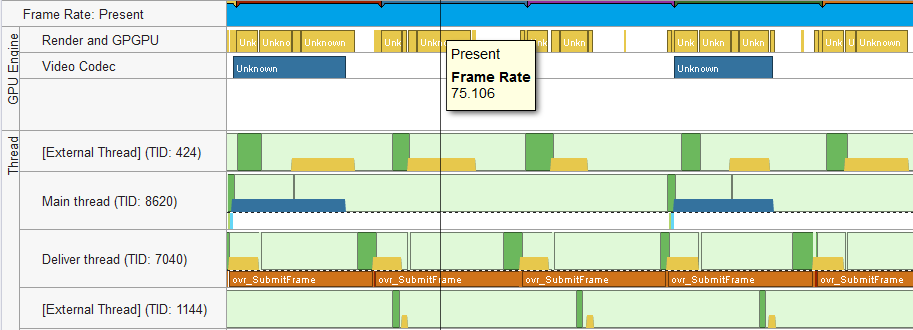 Frame Rate: Present
GPU Engine
Render and GPGPU
Unk Unkno Unknown Unk Unknown Unk Unkn Unk Unkn Unk U Unknown
Video Codec
Unknown Unknown
Present
Frame Rate
75.106
Thread
[External Thread] (TID: 424)
Main thread (TID: 8620)
Deliver thread (TID: 7040)
ovr_SubmitFrame ovr_SubmitFrame ovr_SubmitFrame ovr_SubmitFrame ovr_SubmitFrame
[External Thread] (TID: 1144)